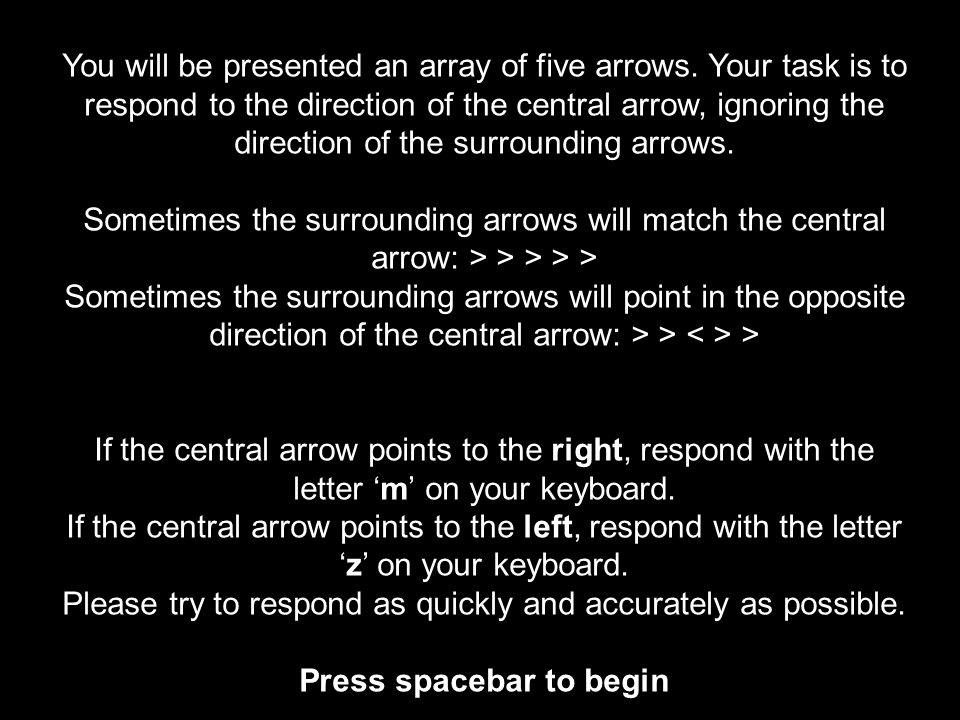 You will be presented an array of five arrows. Your task is to
respond to the direction of the central arrow, ignoring the
direction of the surrounding arrows.
Sometimes the surrounding arrows will match the central
arrow: > > > > >
Sometimes the surrounding arrows will point in the opposite
direction of the central arrow: > > < > >
If the central arrow points to the right, respond with the
letter ‘m’ on your keyboard.
If the central arrow points to the left, respond with the letter
‘z’ on your keyboard.
Please try to respond as quickly and accurately as possible.
Press spacebar to begin